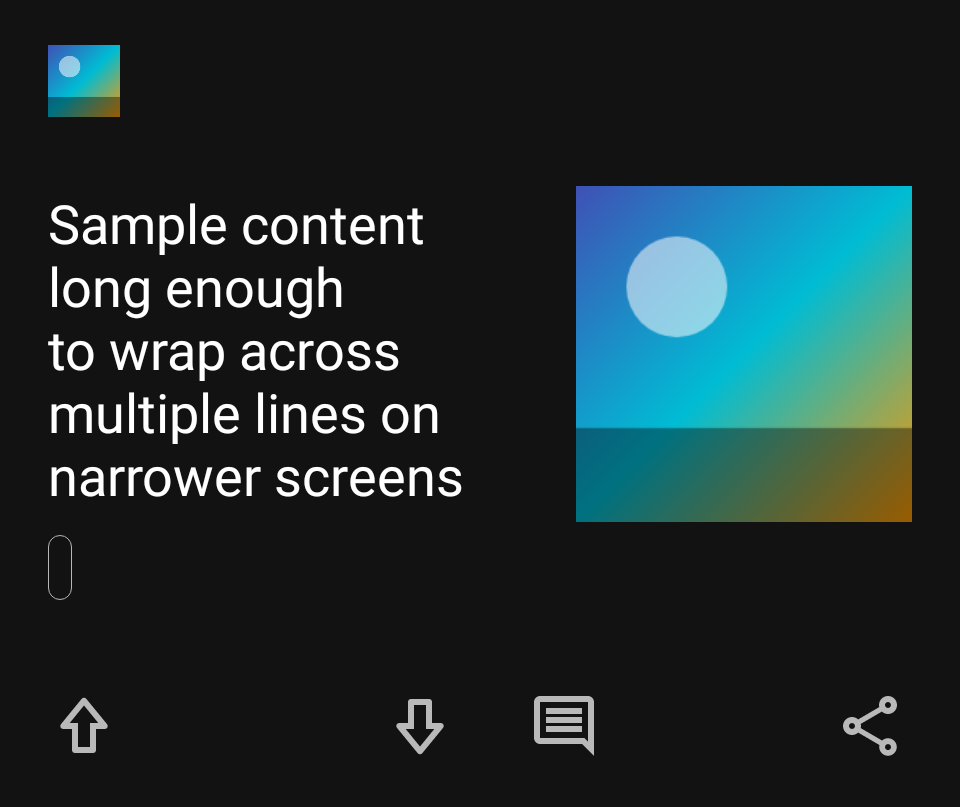 Sample content
long enough
to wrap across
multiple lines on
narrower screens